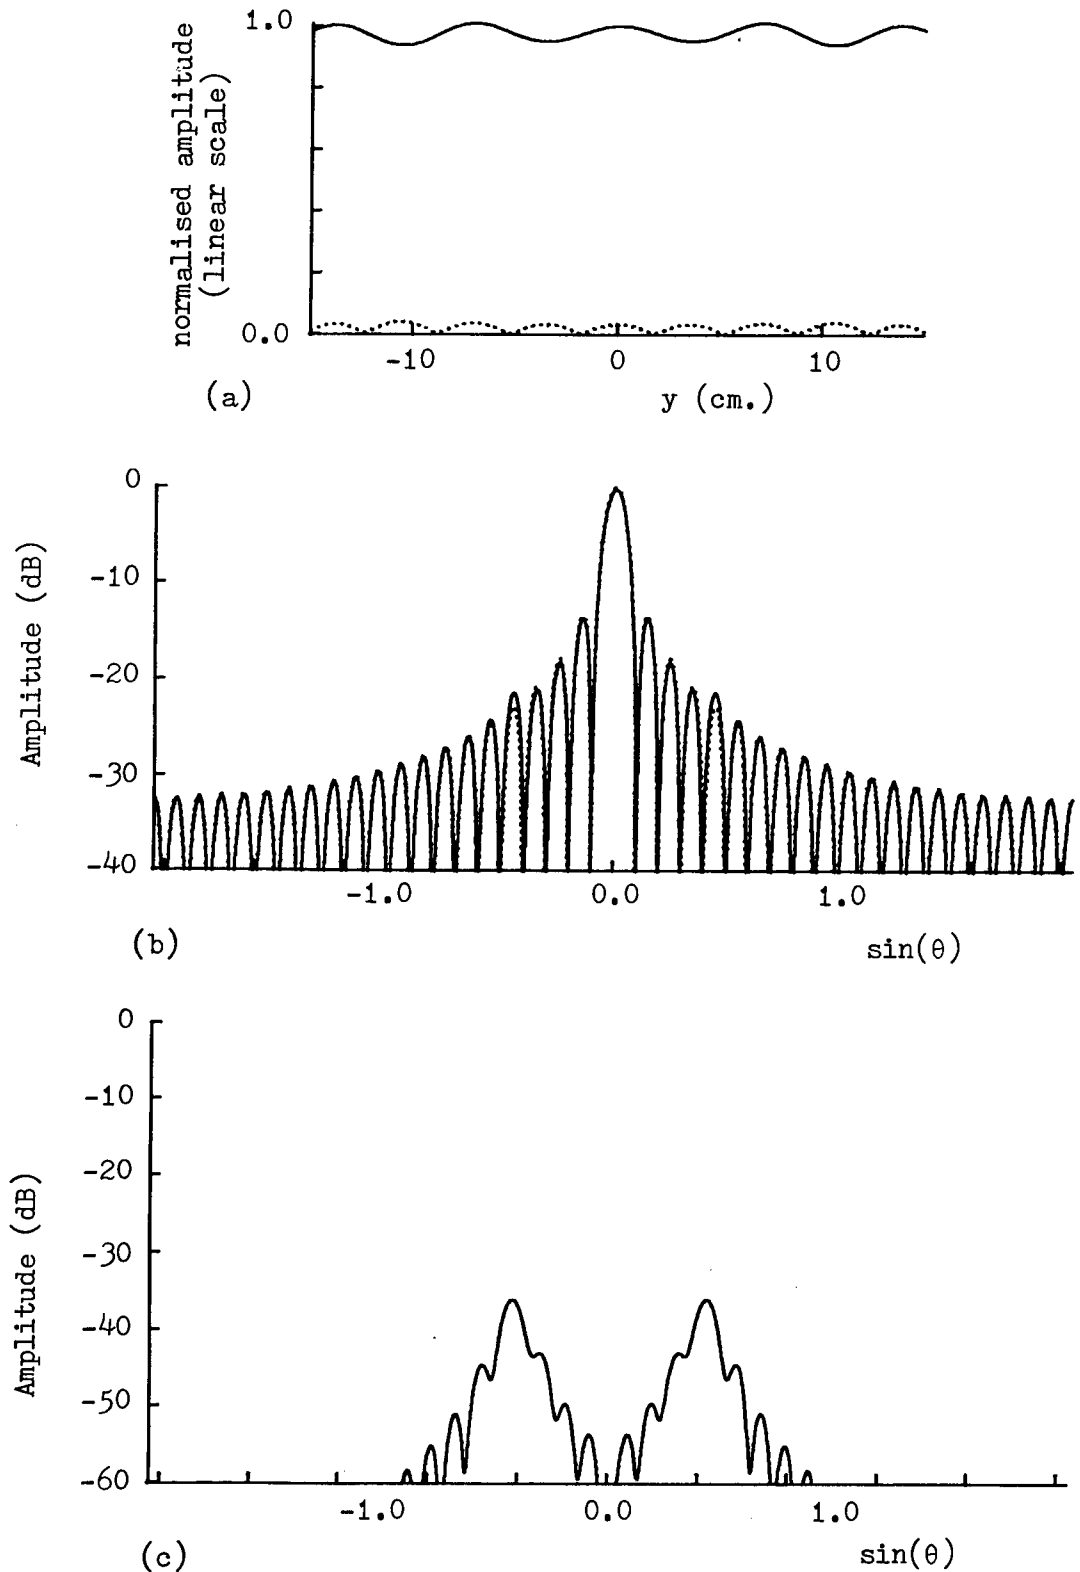 normalised amplitude
(linear scale)
1.0
0.0
-10
0
10
y (cm.)
(a)
Amplitude (dB)
0
-10
-20
-30
-40
-1.0
0.0
1.0
sin(θ)
(b)
Amplitude (dB)
0
-10
-20
-30
-40
-50
-60
-1.0
0.0
1.0
sin(θ)
(c)